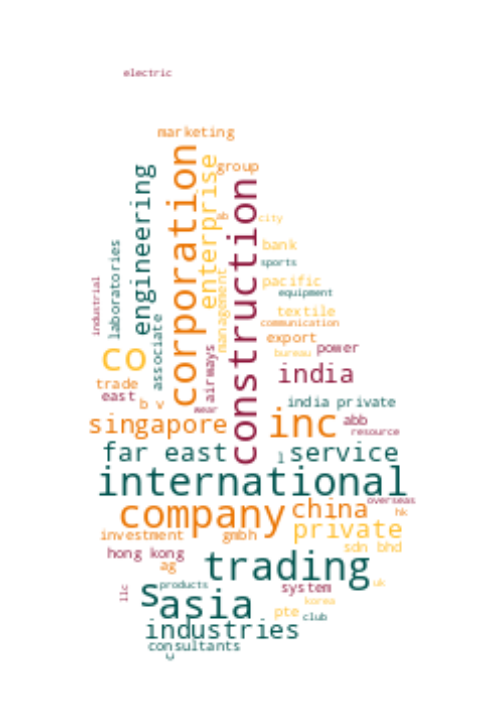 electric
marketing
corporation
enterprise
group
construction
engineering
ab
city
bank
sports
laboratories
industrial
management
pacific
equipment
textile
communication
associate
export
airways
bureau
power
co
india
trade
east
b v
wear
india private
singapore
inc
abb
resource
far east
l
service
international
overseas
company
china
hk
private
investment
gmbh
sdn bhd
hong kong
ag
trading
products
system
uk
llc
s
asia
korea
pte
club
industries
consultants